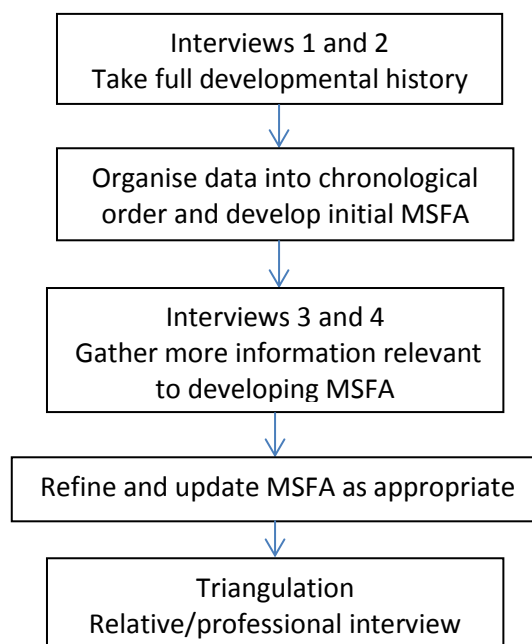 Interviews 1 and 2
Take full developmental history
Organise data into chronological
order and develop initial MSFA
Interviews 3 and 4
Gather more information relevant
to developing MSFA
Refine and update MSFA as appropriate
Triangulation
Relative/professional interview